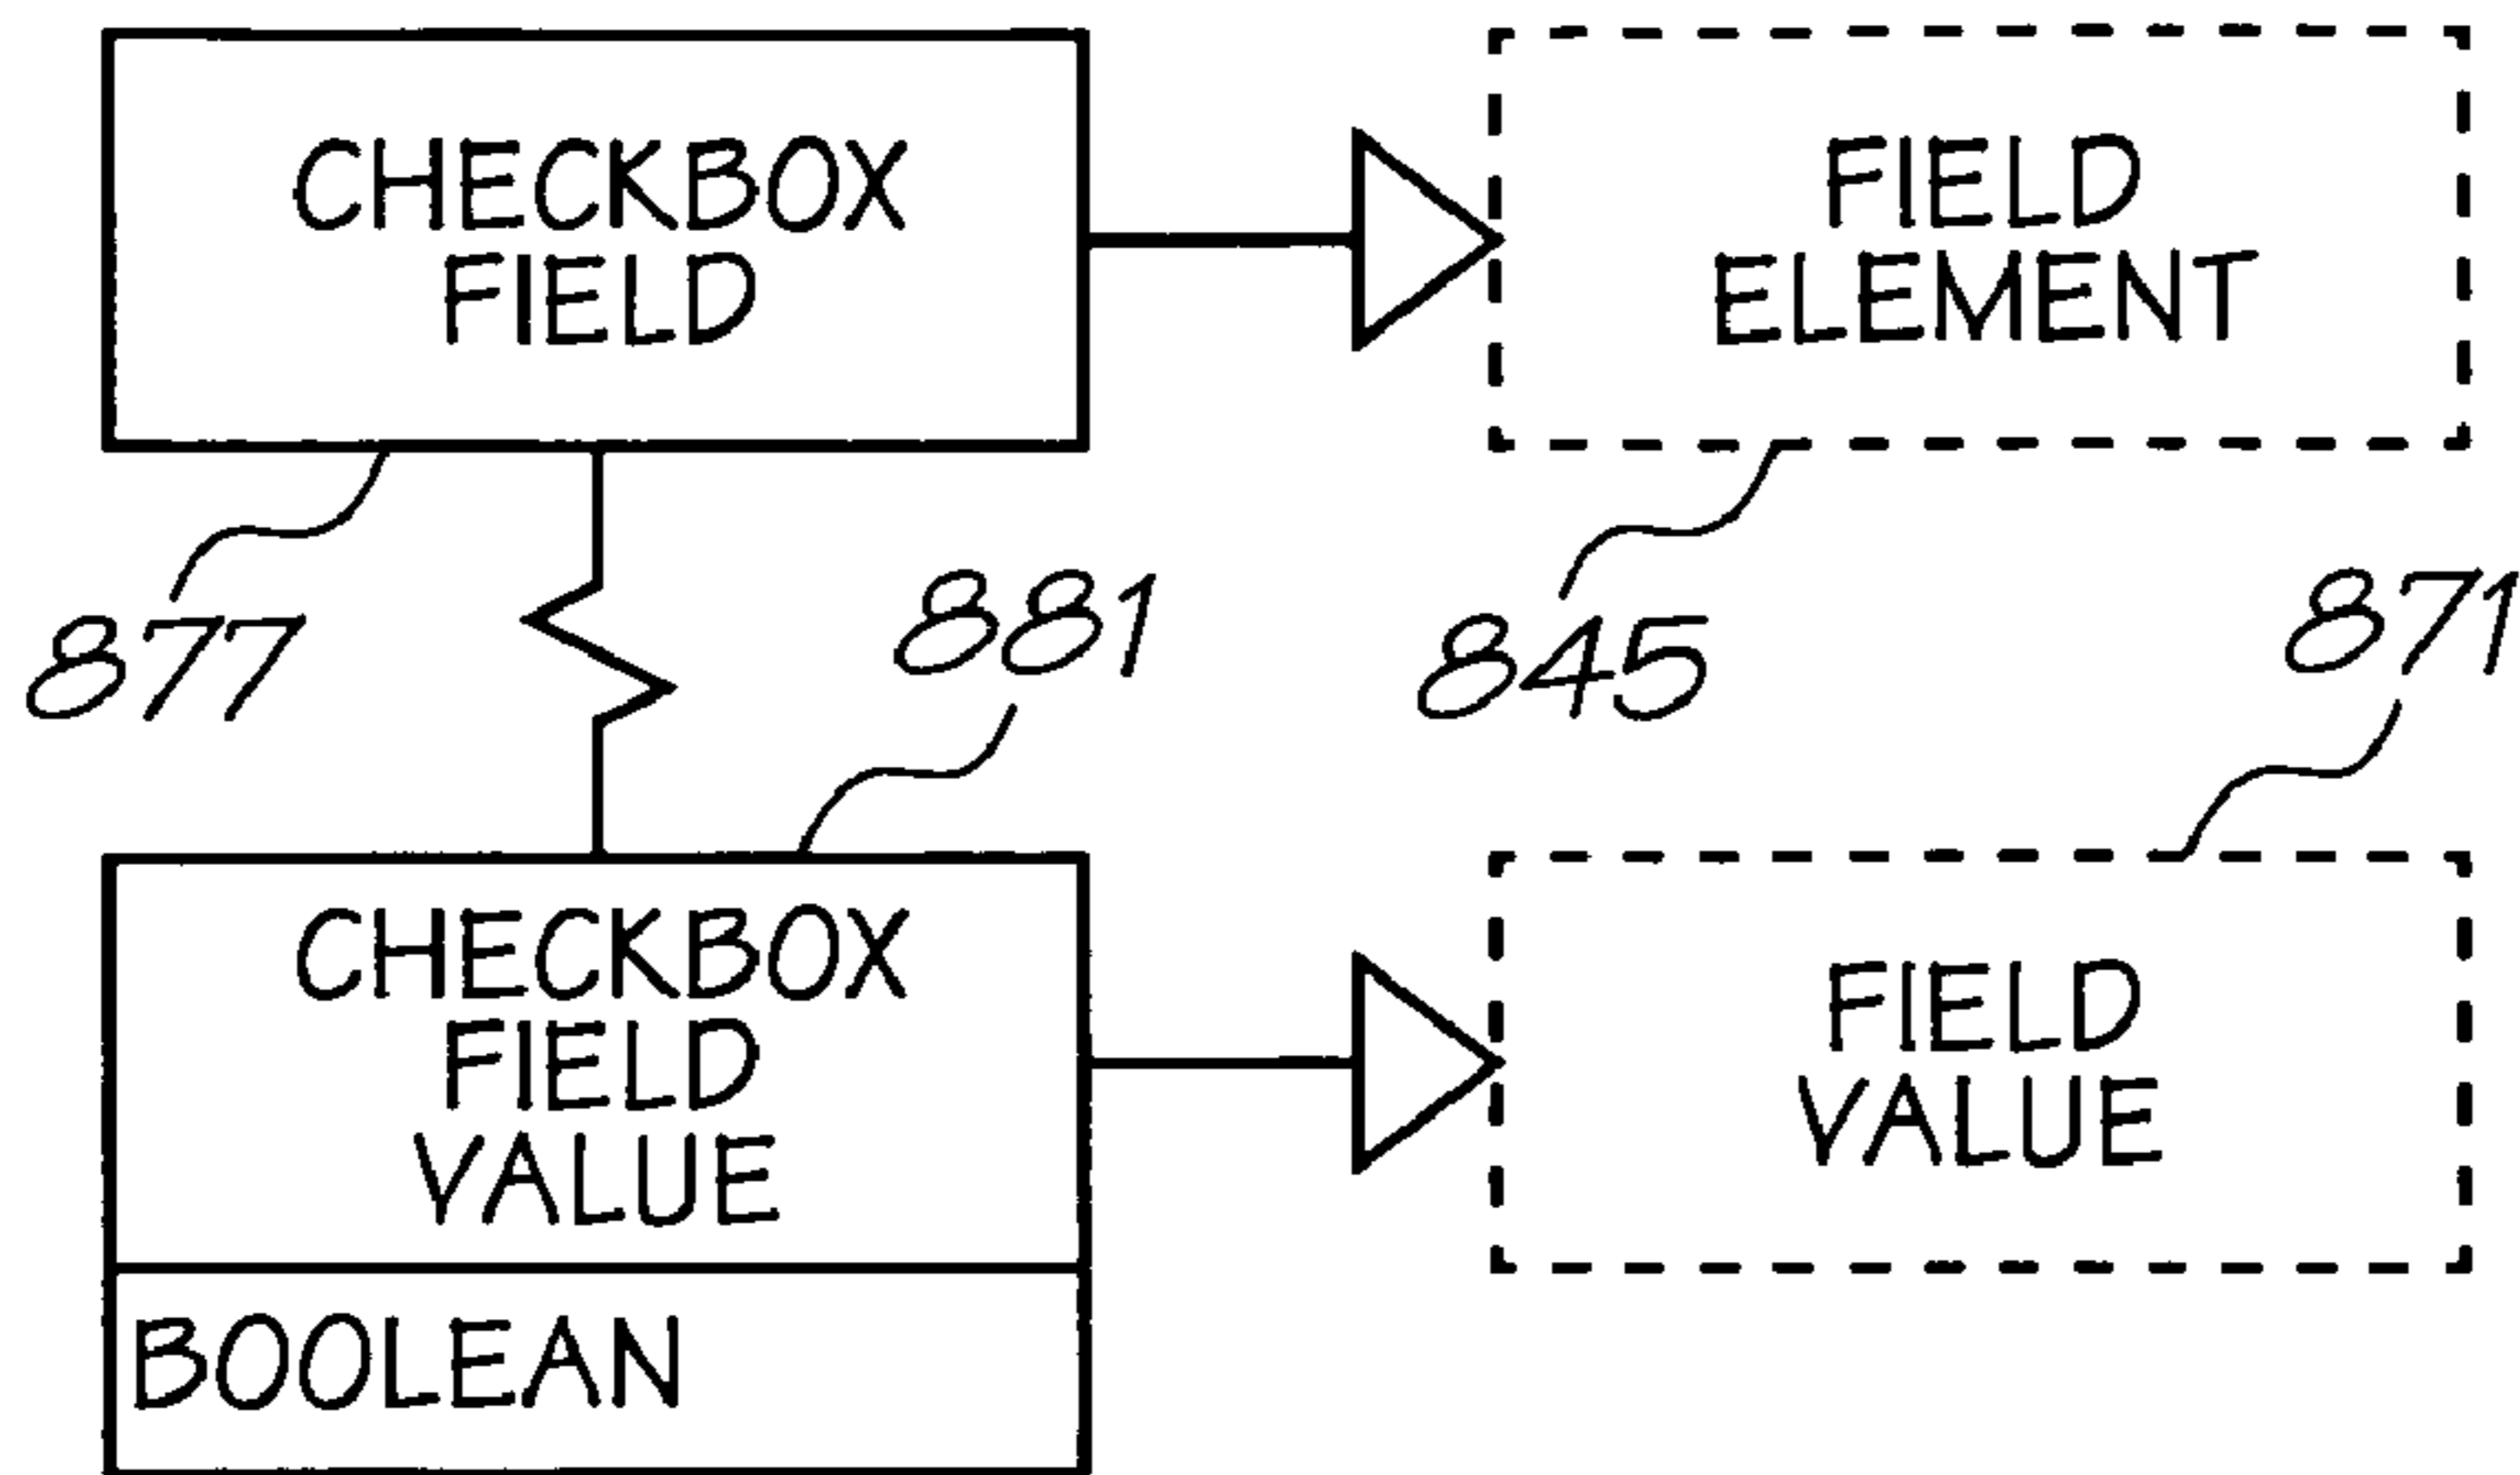 CHECKBOX
FIELD
FIELD
ELEMENT
877
881
845
871
CHECKBOX
FIELD
VALUE
FIELD
VALUE
BOOLEAN